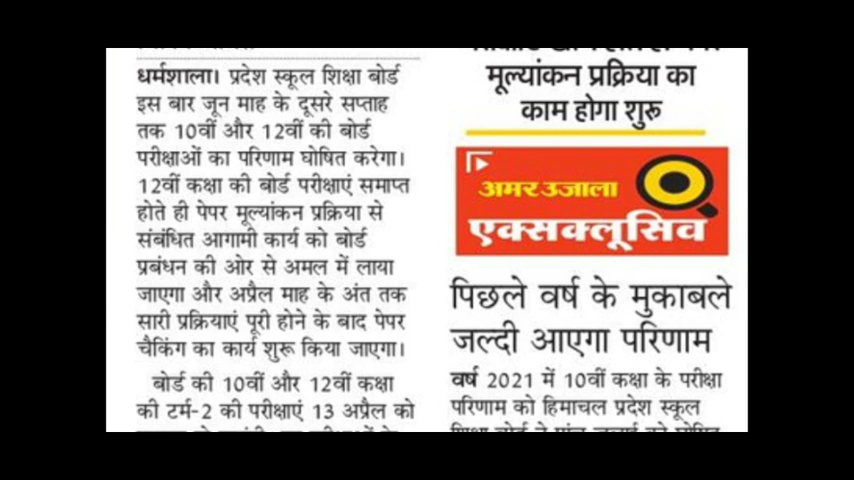 धर्मशाला। प्रदेश स्कूल शिक्षा बोर्ड
इस बार जून माह के दूसरे सप्ताह
तक 10वीं और 12वीं की बोर्ड
परीक्षाओं का परिणाम घोषित करेगा।
12वीं कक्षा की बोर्ड परीक्षाएं समाप्त
होते ही पेपर मूल्यांकन प्रक्रिया से
संबंधित आगामी कार्य को बोर्ड
प्रबंधन की ओर से अमल में लाया
जाएगा और अप्रैल माह के अंत तक
सारी प्रक्रियाएं पूरी होने के बाद पेपर
चैकिंग का कार्य शुरू किया जाएगा।
बोर्ड की 10वीं और 12वीं कक्षा
की टर्म-2 की परीक्षाएं 13 अप्रैल को
मूल्यांकन प्रक्रिया का
काम होगा शुरू
अमर उजाला
एक्सक्लूसिव
पिछले वर्ष के मुकाबले
जल्दी आएगा परिणाम
वर्ष 2021 में 10वीं कक्षा के परीक्षा
परिणाम को हिमाचल प्रदेश स्कूल